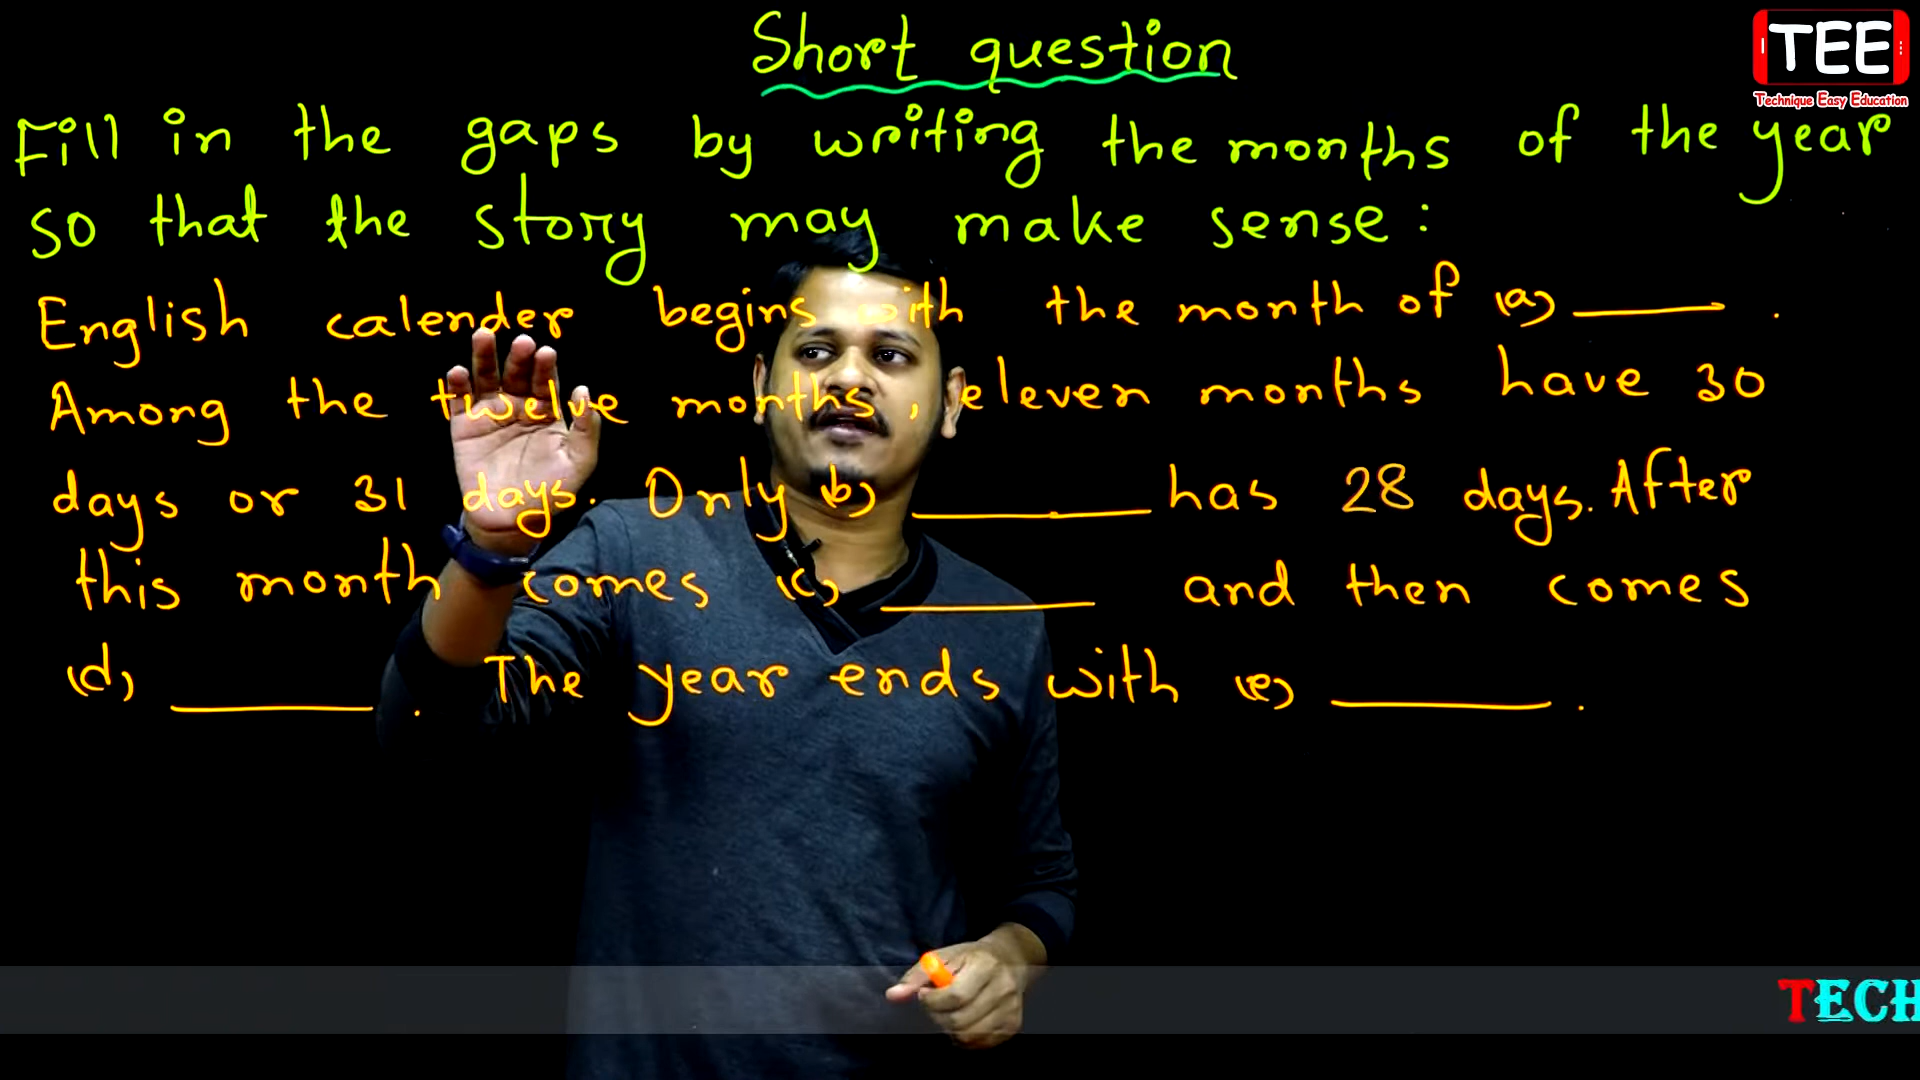 Short question
TEE
Technique Easy Education
Fill in the gaps by writing the months of the year
so that the story may make sense:
English calender begins with the month of (a) ______ .
Among the twelve months, eleven months have 30
days or 31 days. Only (b) ______ has 28 days. After
this month comes (c) ______ and then comes
(d) ______ . The year ends with (e) ______ .
TECH